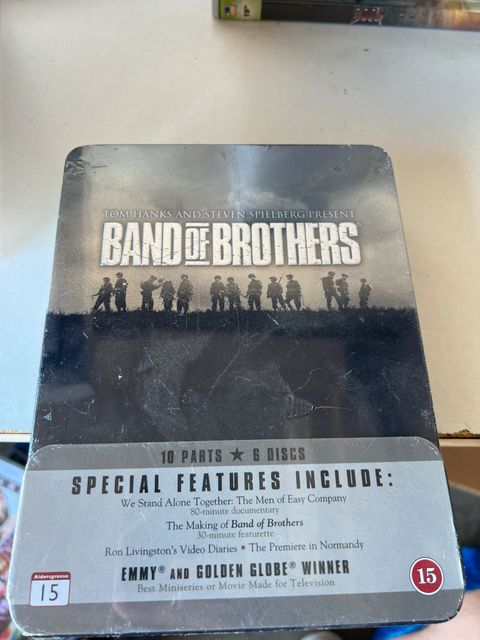 TOM HANKS AND STEVEN SPIELBERG PRESENT
BAND OF BROTHERS
10 PARTS ★ 6 DISCS
SPECIAL FEATURES INCLUDE:
We Stand Alone Together: The Men of Easy Company
80-minute documentary
The Making of Band of Brothers
30-minute featurette
Ron Livingston's Video Diaries • The Premiere in Normandy
EMMY® AND GOLDEN GLOBE® WINNER
Best Miniseries or Movie Made for Television
Aldersgrense
15
15